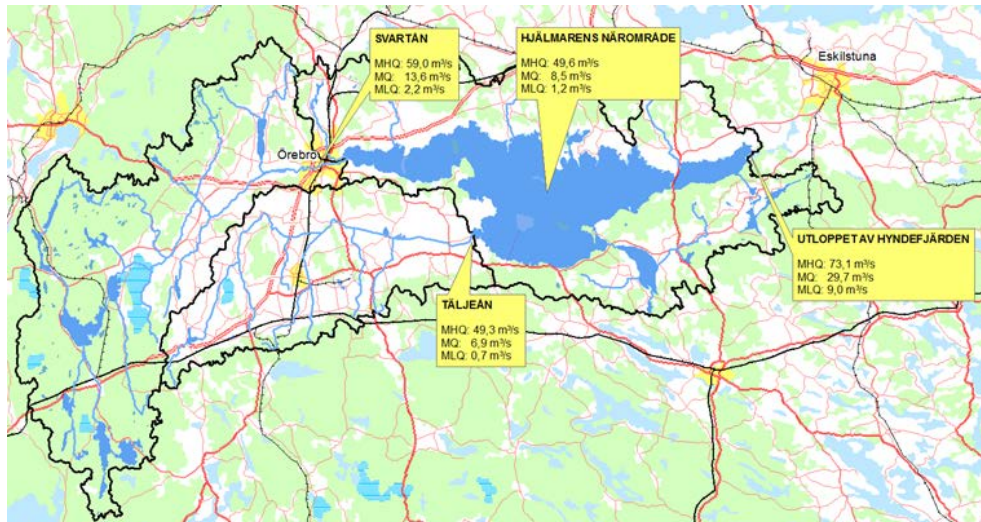 SVARTÅN
MHQ: 59,0 m³/s
MQ: 13,6 m³/s
MLQ: 2,2 m³/s
HJÄLMARENS NÄROMRÅDE
MHQ: 49,6 m³/s
MQ: 8,5 m³/s
MLQ: 1,2 m³/s
Eskilstuna
Örebro
UTLOPPET AV HYNDEFJÄRDEN
MHQ: 73,1 m³/s
MQ: 29,7 m³/s
MLQ: 9,0 m³/s
TÄLJEÅN
MHQ: 49,3 m³/s
MQ: 6,9 m³/s
MLQ: 0,7 m³/s